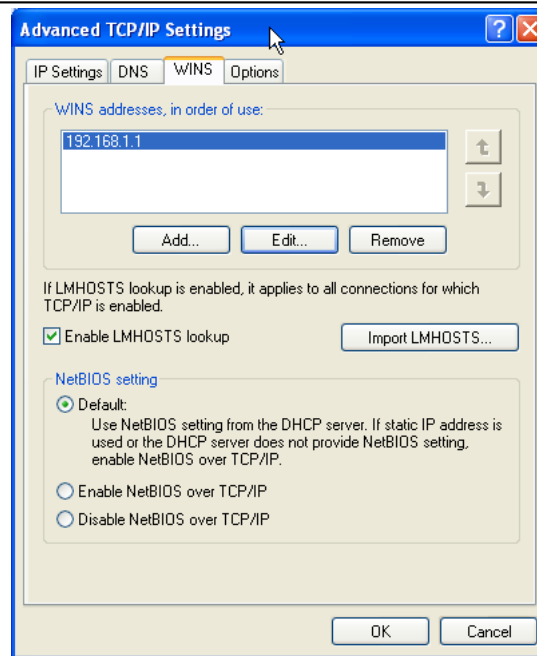 Advanced TCP/IP Settings
IP Settings DNS WINS Options
WINS addresses, in order of use:
192.168.1.1
Add... Edit... Remove
If LMHOSTS lookup is enabled, it applies to all connections for which
TCP/IP is enabled.
Enable LMHOSTS lookup
Import LMHOSTS...
NetBIOS setting
Default:
Use NetBIOS setting from the DHCP server. If static IP address is
used or the DHCP server does not provide NetBIOS setting,
enable NetBIOS over TCP/IP.
Enable NetBIOS over TCP/IP
Disable NetBIOS over TCP/IP
OK Cancel